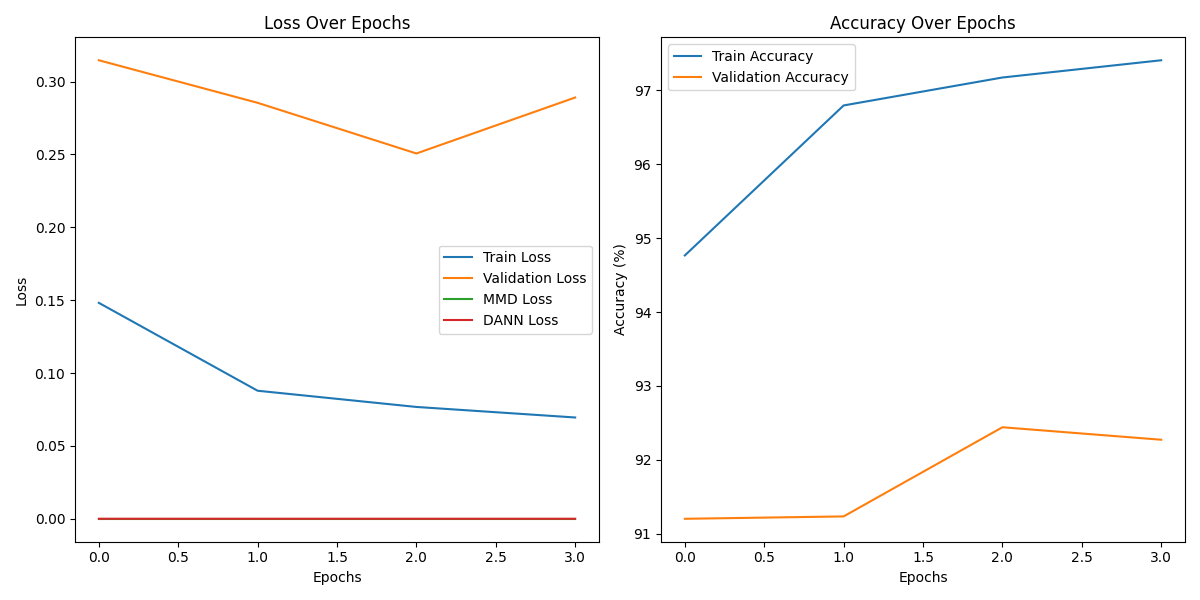 Loss Over Epochs
Loss
0.30
0.25
0.20
0.15
0.10
0.05
0.00
Train Loss
Validation Loss
MMD Loss
DANN Loss
0.0 0.5 1.0 1.5 2.0 2.5 3.0
Epochs
Accuracy Over Epochs
Accuracy (%)
97
96
95
94
93
92
91
Train Accuracy
Validation Accuracy
0.0 0.5 1.0 1.5 2.0 2.5 3.0
Epochs